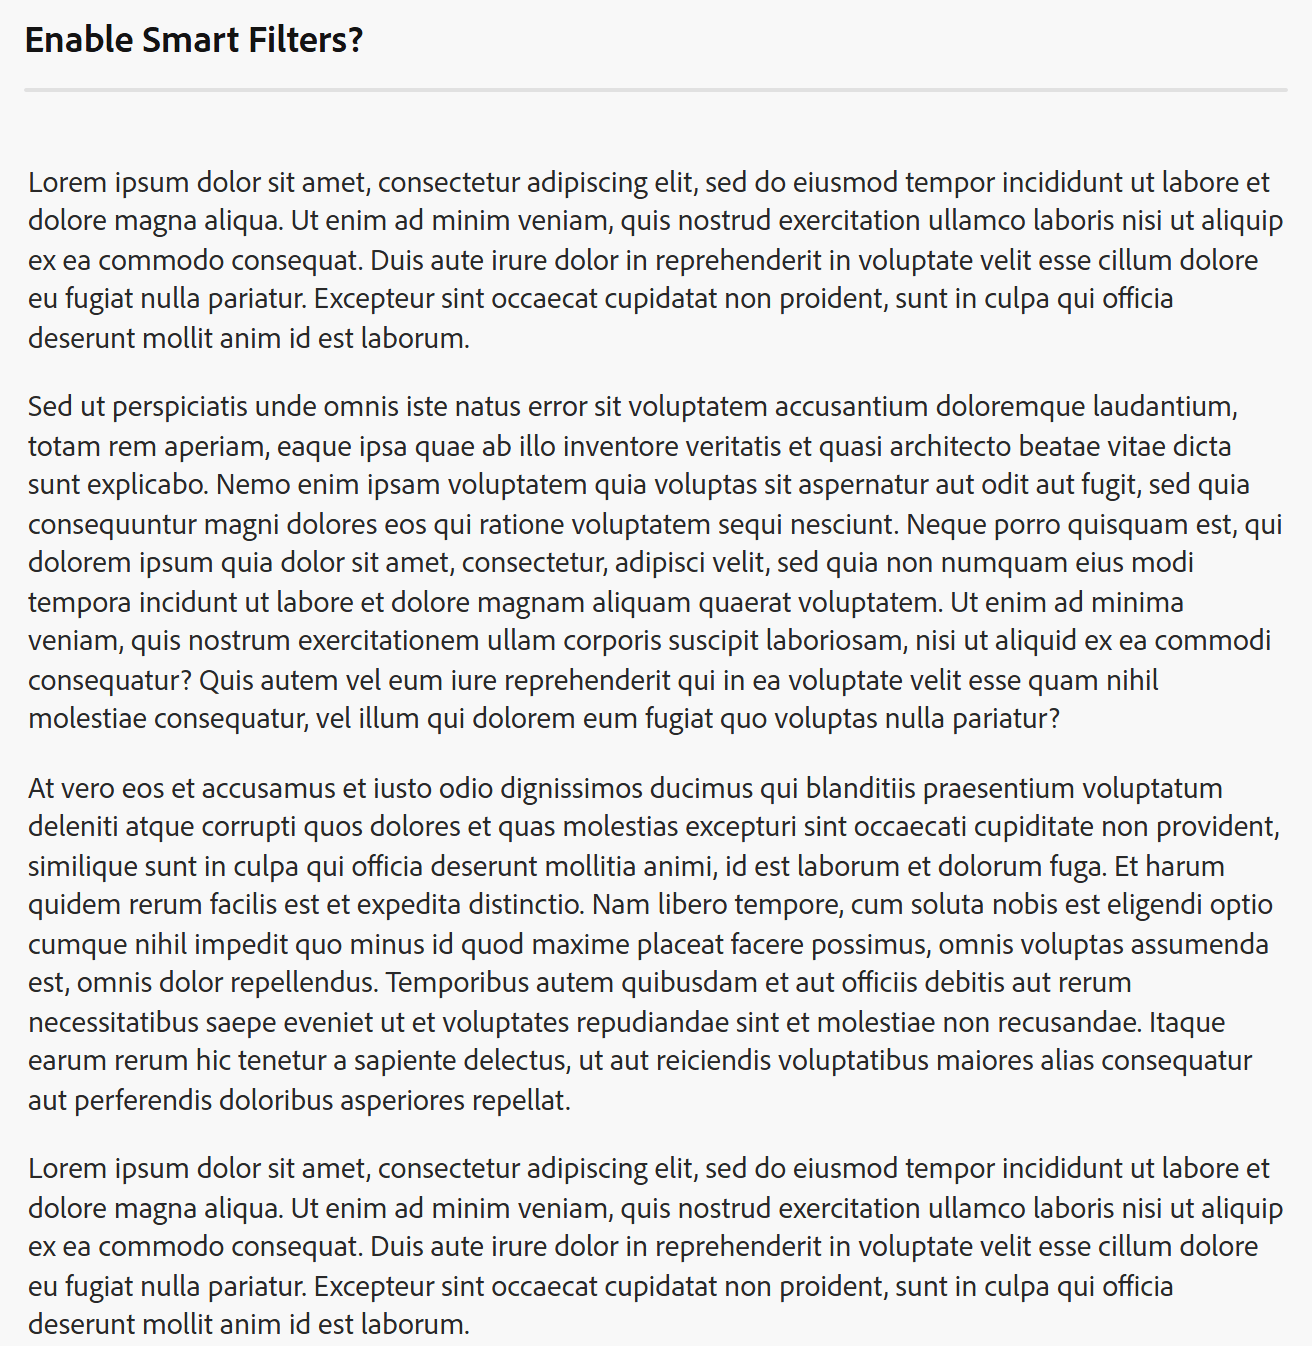 Enable Smart Filters?
Lorem ipsum dolor sit amet, consectetur adipiscing elit, sed do eiusmod tempor incididunt ut labore et
dolore magna aliqua. Ut enim ad minim veniam, quis nostrud exercitation ullamco laboris nisi ut aliquip
ex ea commodo consequat. Duis aute irure dolor in reprehenderit in voluptate velit esse cillum dolore
eu fugiat nulla pariatur. Excepteur sint occaecat cupidatat non proident, sunt in culpa qui officia
deserunt mollit anim id est laborum.
Sed ut perspiciatis unde omnis iste natus error sit voluptatem accusantium doloremque laudantium,
totam rem aperiam, eaque ipsa quae ab illo inventore veritatis et quasi architecto beatae vitae dicta
sunt explicabo. Nemo enim ipsam voluptatem quia voluptas sit aspernatur aut odit aut fugit, sed quia
consequuntur magni dolores eos qui ratione voluptatem sequi nesciunt. Neque porro quisquam est, qui
dolorem ipsum quia dolor sit amet, consectetur, adipisci velit, sed quia non numquam eius modi
tempora incidunt ut labore et dolore magnam aliquam quaerat voluptatem. Ut enim ad minima
veniam, quis nostrum exercitationem ullam corporis suscipit laboriosam, nisi ut aliquid ex ea commodi
consequatur? Quis autem vel eum iure reprehenderit qui in ea voluptate velit esse quam nihil
molestiae consequatur, vel illum qui dolorem eum fugiat quo voluptas nulla pariatur?
At vero eos et accusamus et iusto odio dignissimos ducimus qui blanditiis praesentium voluptatum
deleniti atque corrupti quos dolores et quas molestias excepturi sint occaecati cupiditate non provident,
similique sunt in culpa qui officia deserunt mollitia animi, id est laborum et dolorum fuga. Et harum
quidem rerum facilis est et expedita distinctio. Nam libero tempore, cum soluta nobis est eligendi optio
cumque nihil impedit quo minus id quod maxime placeat facere possimus, omnis voluptas assumenda
est, omnis dolor repellendus. Temporibus autem quibusdam et aut officiis debitis aut rerum
necessitatibus saepe eveniet ut et voluptates repudiandae sint et molestiae non recusandae. Itaque
earum rerum hic tenetur a sapiente delectus, ut aut reiciendis voluptatibus maiores alias consequatur
aut perferendis doloribus asperiores repellat.
Lorem ipsum dolor sit amet, consectetur adipiscing elit, sed do eiusmod tempor incididunt ut labore et
dolore magna aliqua. Ut enim ad minim veniam, quis nostrud exercitation ullamco laboris nisi ut aliquip
ex ea commodo consequat. Duis aute irure dolor in reprehenderit in voluptate velit esse cillum dolore
eu fugiat nulla pariatur. Excepteur sint occaecat cupidatat non proident, sunt in culpa qui officia
deserunt mollit anim id est laborum.